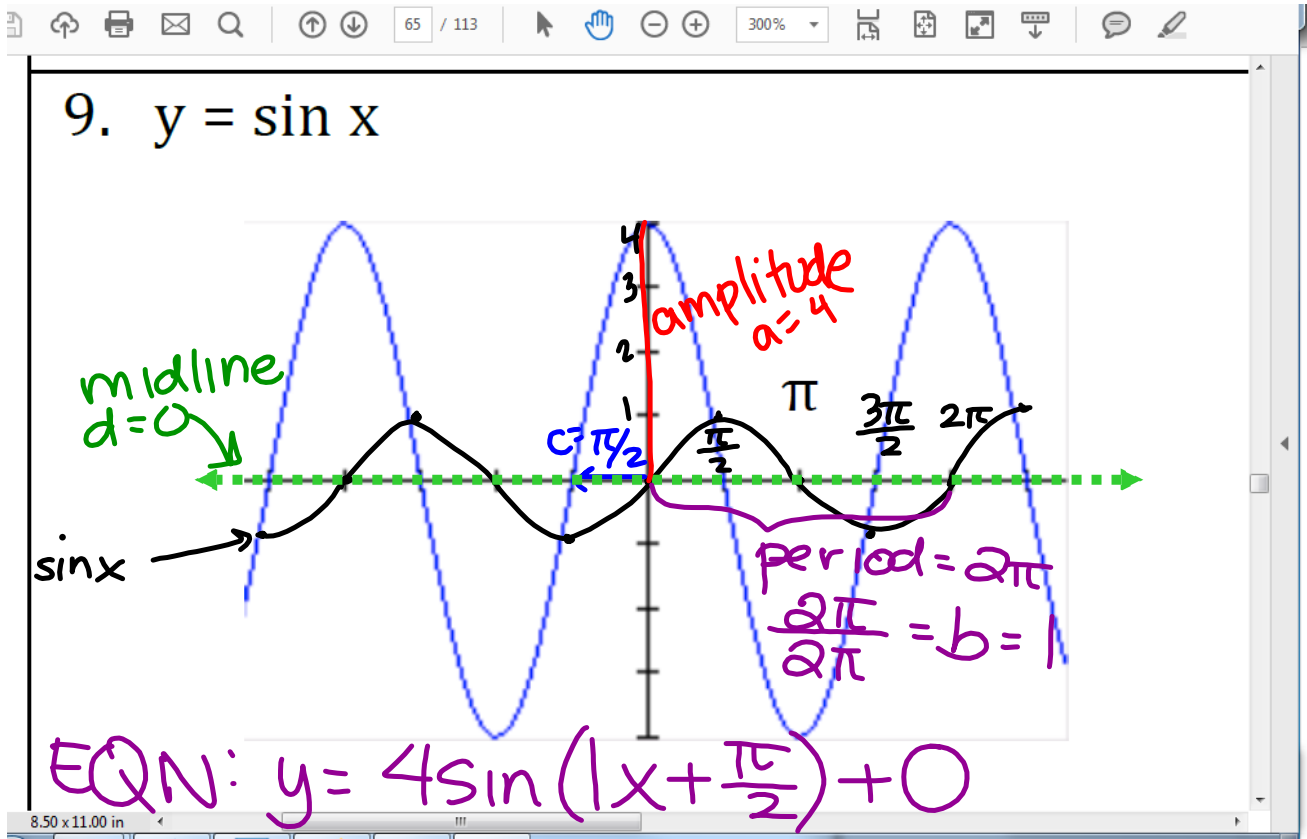 65 / 113
300%
9. y = sin x
4
3
amplitude
a=4
2
midline
d=0
1
π
3π/2
2π
c=π/2
π/2
sinx
period=2π
2π/2π =b=1
EQN: y= 4sin(1x+π/2)+0
8.50 x 11.00 in